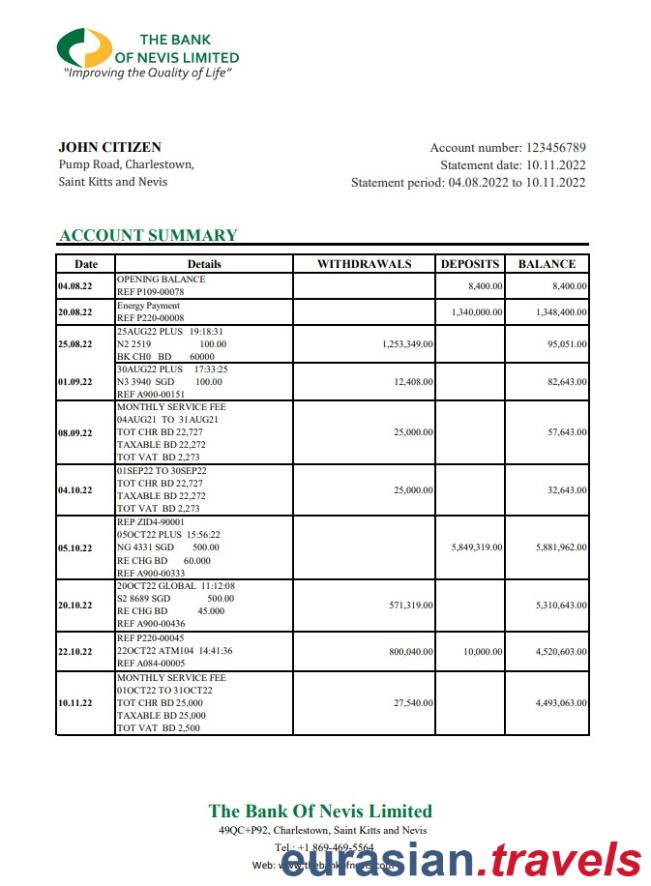 THE BANK
OF NEVIS LIMITED
"Improving the Quality of Life"
JOHN CITIZEN
Pump Road, Charlestown,
Saint Kitts and Nevis
Account number: 123456789
Statement date: 10.11.2022
Statement period: 04.08.2022 to 10.11.2022
ACCOUNT SUMMARY
Date Details WITHDRAWALS DEPOSITS BALANCE
04.08.22 OPENING BALANCE 8,400.00 8,400.00
REF P109-00078
20.08.22 Energy Payment 1,340,000.00 1,348,400.00
REF P220-00008
25AUG22 PLUS 19:18:31
25.08.22 N2 2519 100.00 1,253,349.00 95,051.00
BK CH0 BD 60000
30AUG22 PLUS 17:33:25
01.09.22 N3 3940 SGD 100.00 12,408.00 82,643.00
REF A900-00151
MONTHLY SERVICE FEE
04AUG21 TO 31AUG21
08.09.22 TOT CHR BD 22,727 25,000.00 57,643.00
TAXABLE BD 22,272
TOT VAT BD 2,273
01SEP22 TO 30SEP22
TOT CHR BD 22,727
04.10.22 TAXABLE BD 22,272 25,000.00 32,643.00
TOT VAT BD 2,273
REP ZID4-90001
05OCT22 PLUS 15:56:22
05.10.22 NG 4331 SGD 500.00 5,849,319.00 5,881,962.00
RE CHG BD 60.000
REF A900-00333
20OCT22 GLOBAL 11:12:08
S2 8689 SGD 500.00
20.10.22 RE CHG BD 45.000 571,319.00 5,310,643.00
REF A900-00436
REF P220-00045
22.10.22 22OCT22 ATM104 14:41:36 800,040.00 10,000.00 4,520,603.00
REF A084-00005
MONTHLY SERVICE FEE
01OCT22 TO 31OCT22
10.11.22 TOT CHR BD 25,000 27,540.00 4,493,063.00
TAXABLE BD 25,000
TOT VAT BD 2,500
The Bank Of Nevis Limited
49QC+P92, Charlestown, Saint Kitts and Nevis
Tel.: +1 869-469-5564
Web:
eurasian.travels